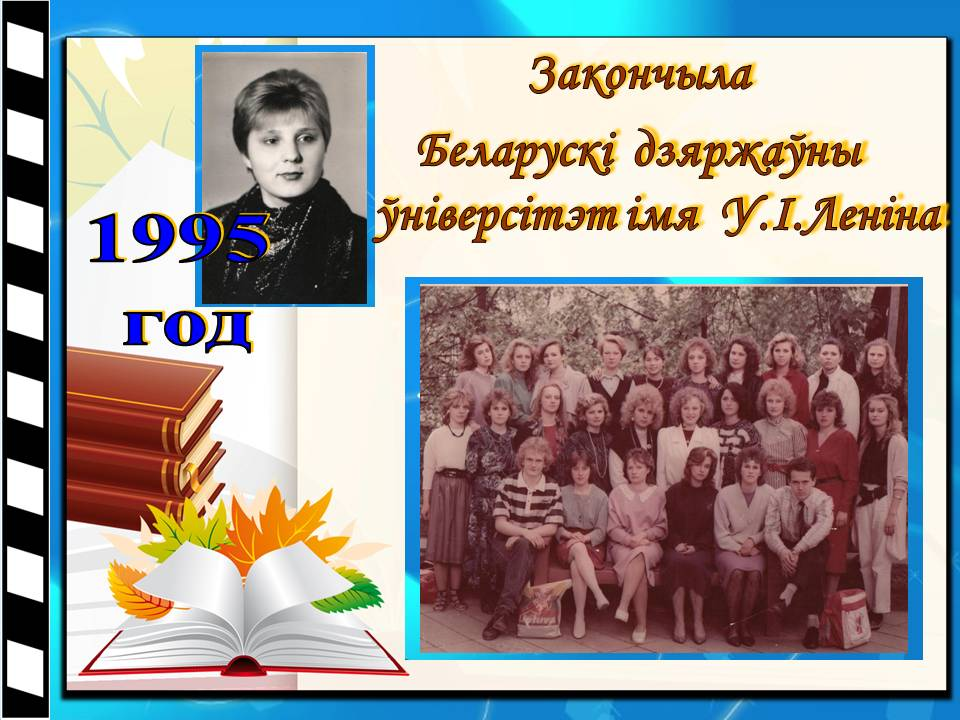 Закончыла
Беларускі дзяржаўны
ўніверсітэт імя У.І.Леніна
1995
год